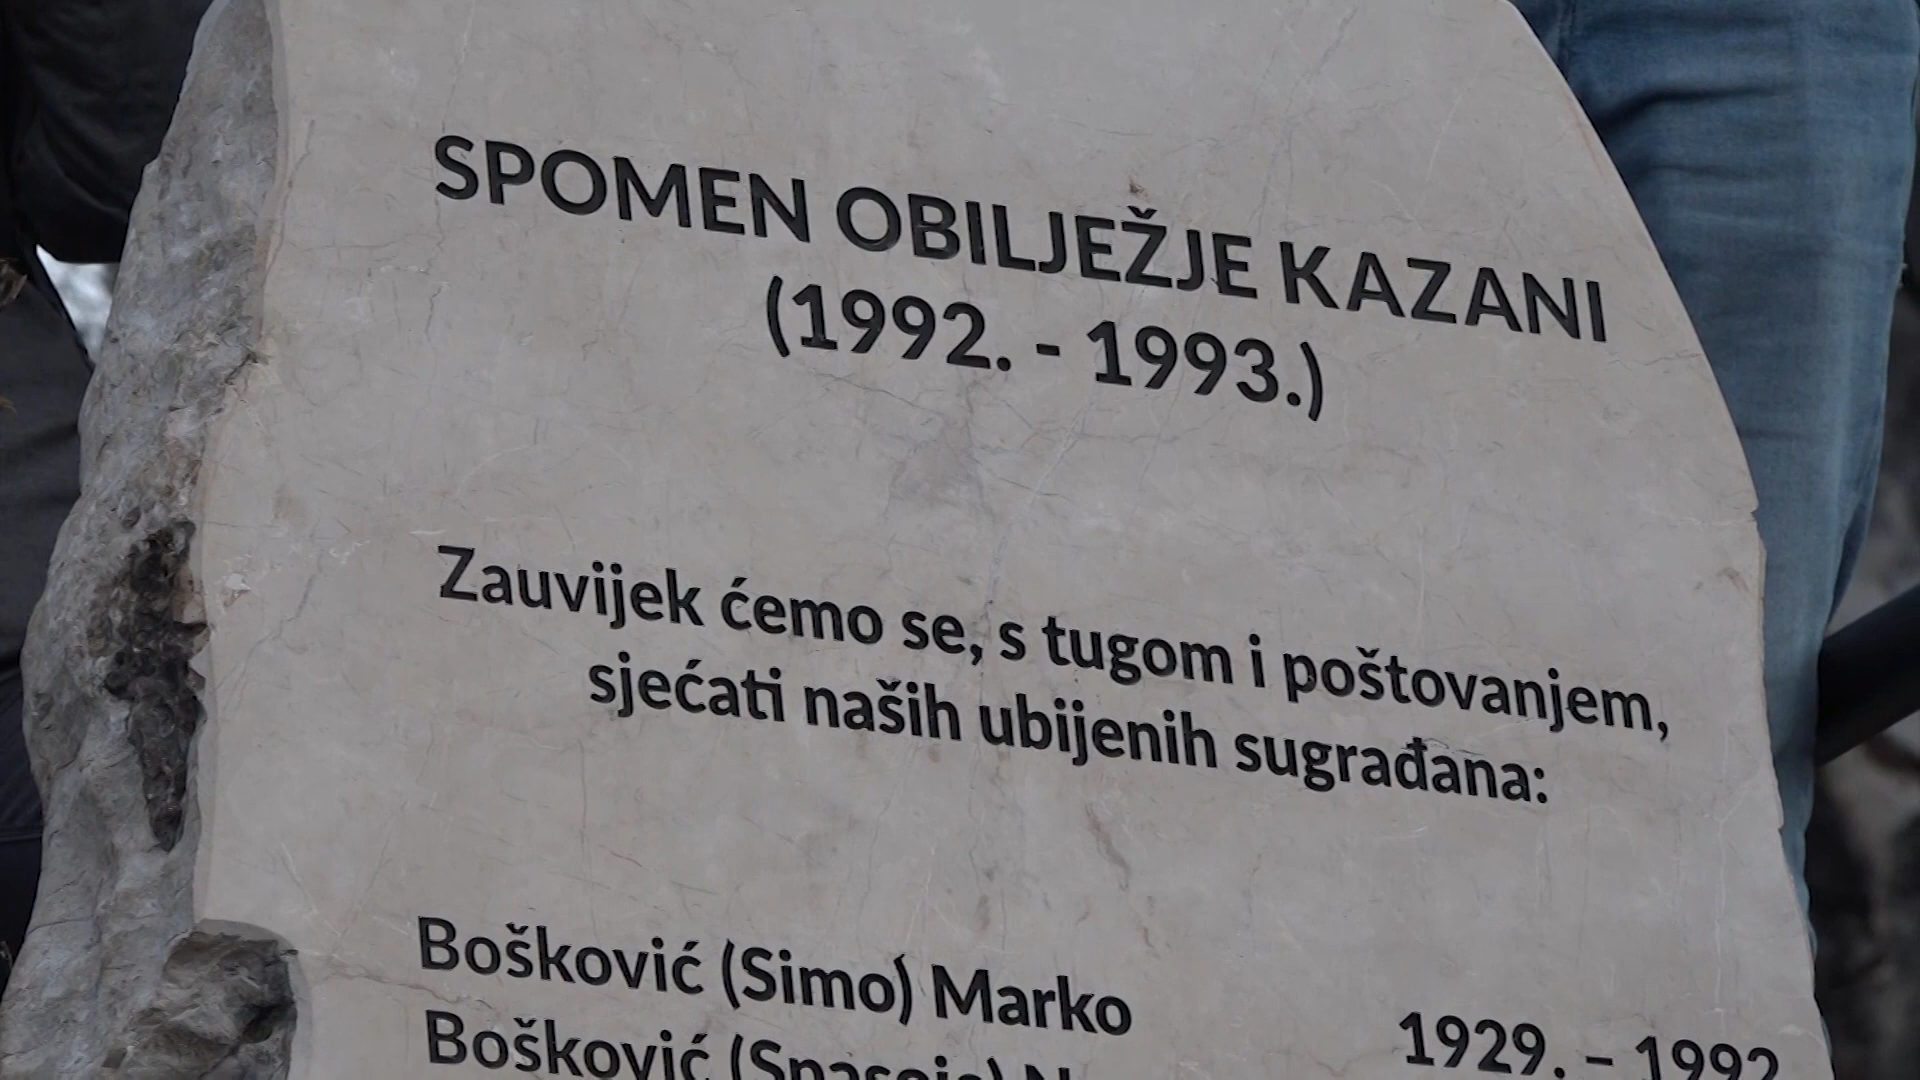 SPOMEN OBILJEŽJE KAZANI
(1992. - 1993.)
Zauvijek ćemo se, s tugom i poštovanjem,
sjećati naših ubijenih sugrađana:
Bošković (Simo) Marko 1929. – 1992.
Bošković (Spasoje)